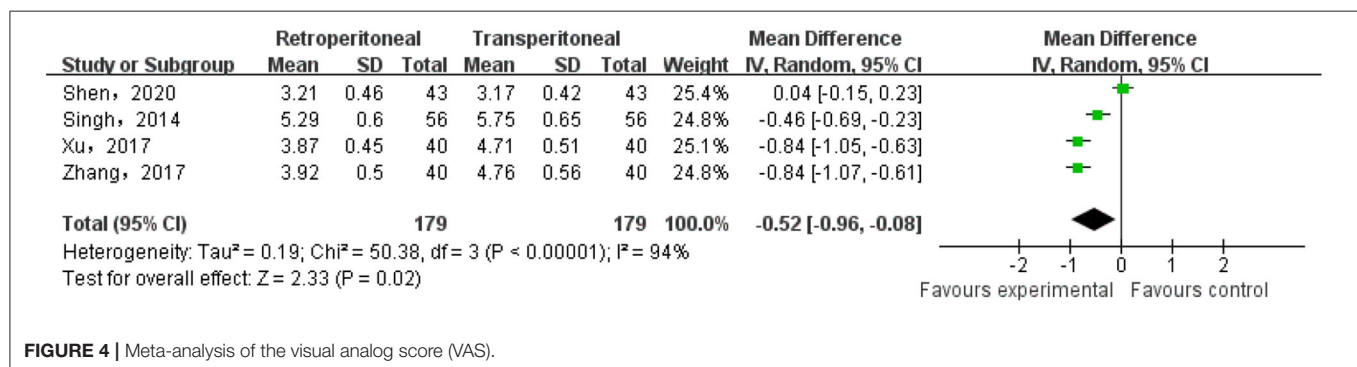 Retroperitoneal Transperitoneal Mean Difference Mean Difference
Study or Subgroup Mean SD Total Mean SD Total Weight IV, Random, 95% CI IV, Random, 95% CI
Shen，2020 3.21 0.46 43 3.17 0.42 43 25.4% 0.04 [-0.15, 0.23]
Singh，2014 5.29 0.6 56 5.75 0.65 56 24.8% -0.46 [-0.69, -0.23]
Xu，2017 3.87 0.45 40 4.71 0.51 40 25.1% -0.84 [-1.05, -0.63]
Zhang，2017 3.92 0.5 40 4.76 0.56 40 24.8% -0.84 [-1.07, -0.61]
Total (95% CI) 179 179 100.0% -0.52 [-0.96, -0.08]
Heterogeneity: Tau² = 0.19; Chi² = 50.38, df = 3 (P < 0.00001); I² = 94%
Test for overall effect: Z = 2.33 (P = 0.02)
-2 -1 0 1 2
Favours experimental Favours control
FIGURE 4 | Meta-analysis of the visual analog score (VAS).